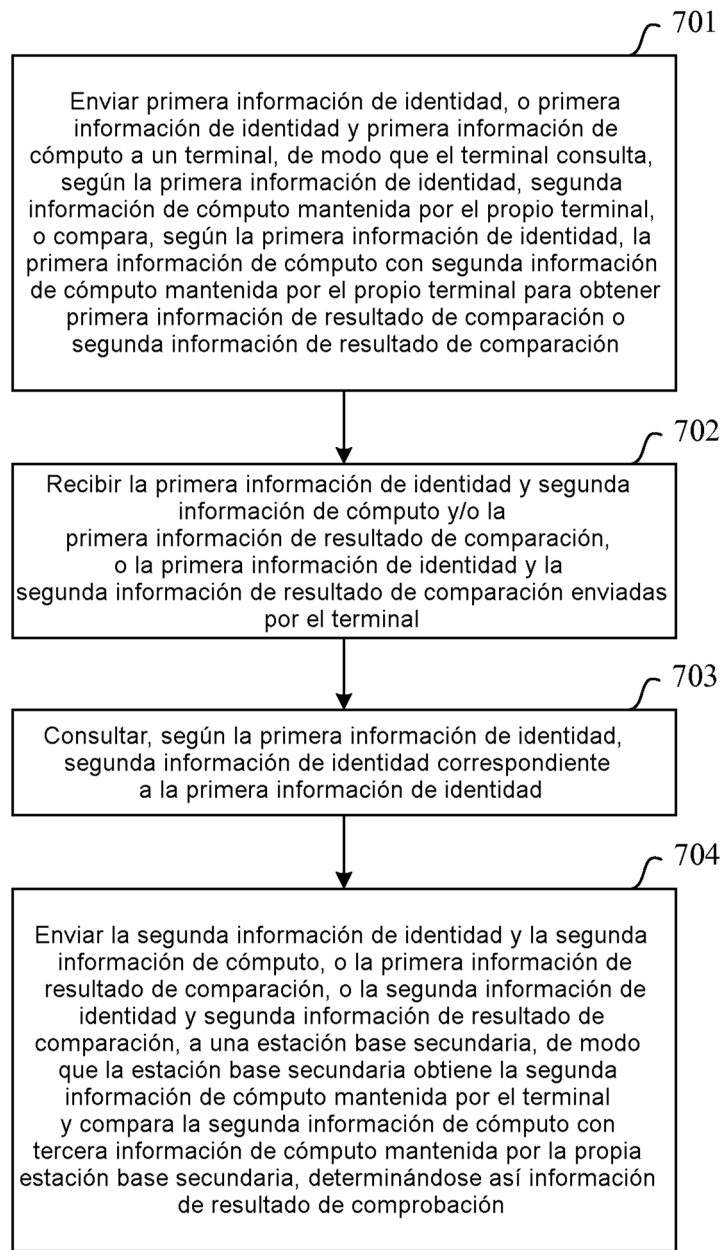 701
Enviar primera información de identidad, o primera
información de identidad y primera información de
cómputo a un terminal, de modo que el terminal consulta,
según la primera información de identidad, segunda
información de cómputo mantenida por el propio terminal,
o compara, según la primera información de identidad, la
primera información de cómputo con segunda información
de cómputo mantenida por el propio terminal para obtener
primera información de resultado de comparación o
segunda información de resultado de comparación
702
Recibir la primera información de identidad y segunda
información de cómputo y/o la
primera información de resultado de comparación,
o la primera información de identidad y la
segunda información de resultado de comparación enviadas
por el terminal
703
Consultar, según la primera información de identidad,
segunda información de identidad correspondiente
a la primera información de identidad
704
Enviar la segunda información de identidad y la segunda
información de cómputo, o la primera información de
resultado de comparación, o la segunda información de
identidad y segunda información de resultado de
comparación, a una estación base secundaria, de modo
que la estación base secundaria obtiene la segunda
información de cómputo mantenida por el terminal
y compara la segunda información de cómputo con
tercera información de cómputo mantenida por la propia
estación base secundaria, determinándose así información
de resultado de comprobación